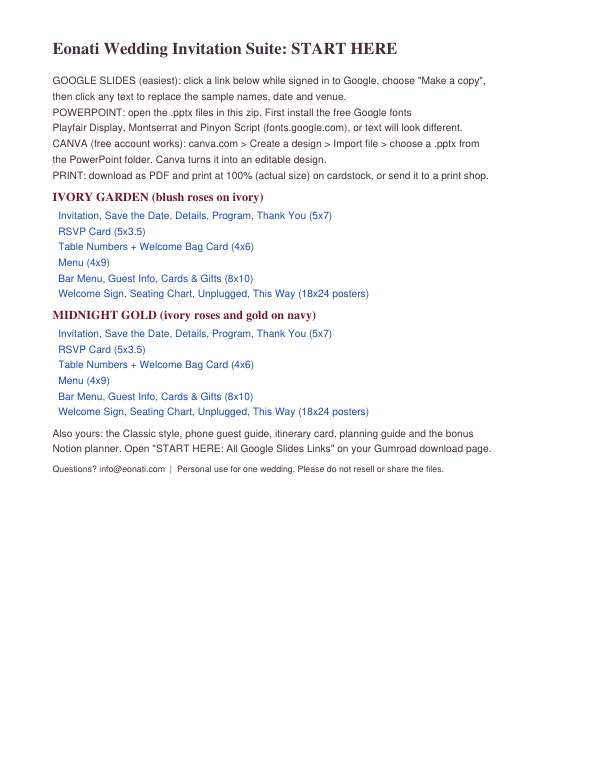 Eonati Wedding Invitation Suite: START HERE
GOOGLE SLIDES (easiest): click a link below while signed in to Google, choose "Make a copy",
then click any text to replace the sample names, date and venue.
POWERPOINT: open the .pptx files in this zip. First install the free Google fonts
Playfair Display, Montserrat and Pinyon Script (fonts.google.com), or text will look different.
CANVA (free account works): canva.com > Create a design > Import file > choose a .pptx from
the PowerPoint folder. Canva turns it into an editable design.
PRINT: download as PDF and print at 100% (actual size) on cardstock, or send it to a print shop.
IVORY GARDEN (blush roses on ivory)
Invitation, Save the Date, Details, Program, Thank You (5x7)
RSVP Card (5x3.5)
Table Numbers + Welcome Bag Card (4x6)
Menu (4x9)
Bar Menu, Guest Info, Cards & Gifts (8x10)
Welcome Sign, Seating Chart, Unplugged, This Way (18x24 posters)
MIDNIGHT GOLD (ivory roses and gold on navy)
Invitation, Save the Date, Details, Program, Thank You (5x7)
RSVP Card (5x3.5)
Table Numbers + Welcome Bag Card (4x6)
Menu (4x9)
Bar Menu, Guest Info, Cards & Gifts (8x10)
Welcome Sign, Seating Chart, Unplugged, This Way (18x24 posters)
Also yours: the Classic style, phone guest guide, itinerary card, planning guide and the bonus
Notion planner. Open "START HERE: All Google Slides Links" on your Gumroad download page.
Questions? info@eonati.com | Personal use for one wedding. Please do not resell or share the files.